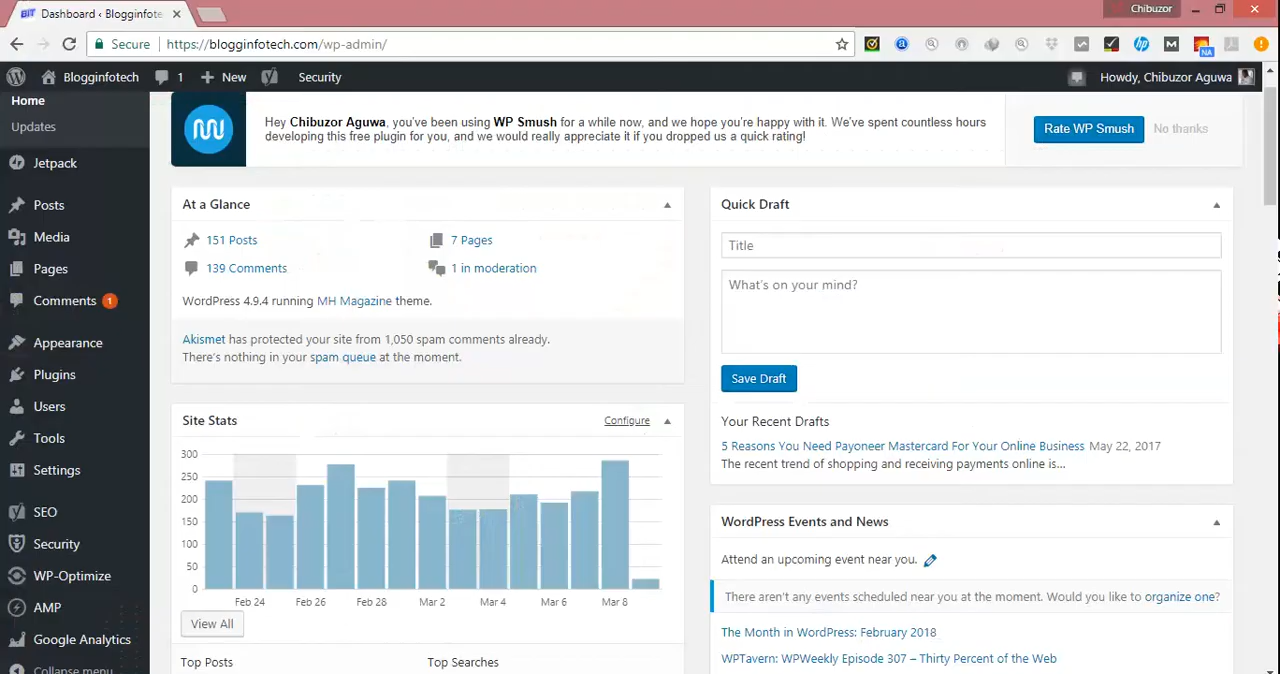 BIT Dashboard ‹ Blogginfote
Chibuzor
Secure https://blogginfotech.com/wp-admin/
NA
Blogginfotech 1 New Security Howdy, Chibuzor Aguwa
Home
Updates
Jetpack
Posts
Media
Pages
Comments 1
Appearance
Plugins
Users
Tools
Settings
SEO
Security
WP-Optimize
AMP
Google Analytics
Collapse menu
Hey Chibuzor Aguwa, you've been using WP Smush for a while now, and we hope you're happy with it. We've spent countless hours
developing this free plugin for you, and we would really appreciate it if you dropped us a quick rating!
Rate WP Smush No thanks
At a Glance
151 Posts 7 Pages
139 Comments 1 in moderation
WordPress 4.9.4 running MH Magazine theme.
Akismet has protected your site from 1,050 spam comments already.
There's nothing in your spam queue at the moment.
Site Stats Configure
300
250
200
150
100
50
0
Feb 24 Feb 26 Feb 28 Mar 2 Mar 4 Mar 6 Mar 8
View All
Top Posts Top Searches
Quick Draft
Title
What's on your mind?
Save Draft
Your Recent Drafts
5 Reasons You Need Payoneer Mastercard For Your Online Business May 22, 2017
The recent trend of shopping and receiving payments online is…
WordPress Events and News
Attend an upcoming event near you.
There aren't any events scheduled near you at the moment. Would you like to organize one?
The Month in WordPress: February 2018
WPTavern: WPWeekly Episode 307 – Thirty Percent of the Web